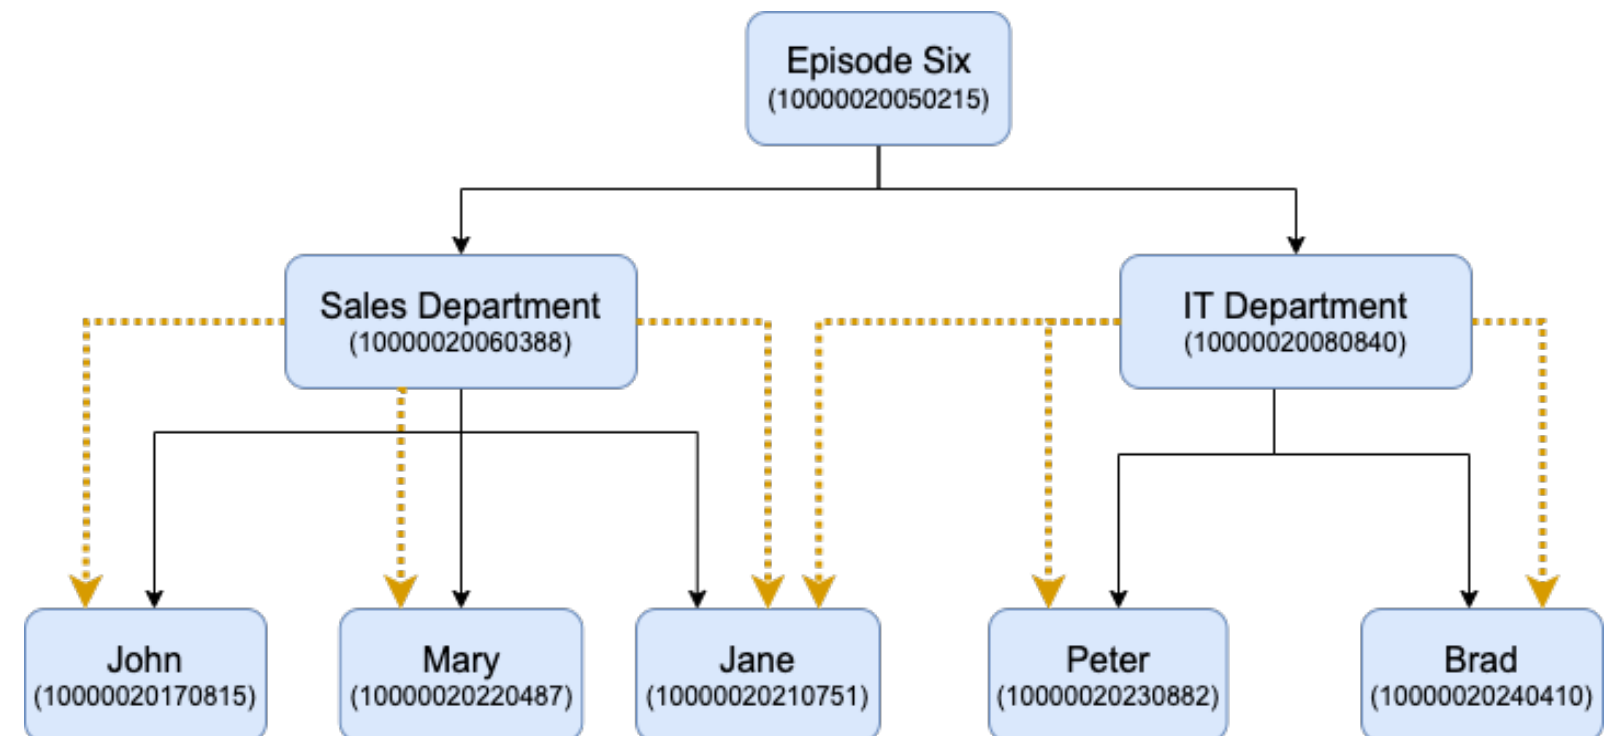 Episode Six
(10000020050215)
Sales Department
(10000020060388)
IT Department
(10000020080840)
John
(10000020170815)
Mary
(10000020220487)
Jane
(10000020210751)
Peter
(10000020230882)
Brad
(10000020240410)